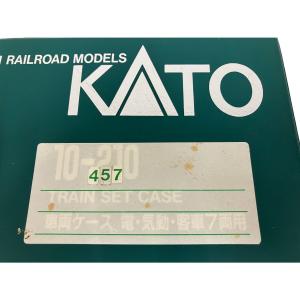 RAILROAD MODELS
KATO
10-210
457
TRAIN SET CASE
車両ケース 電・気動・客車7両用